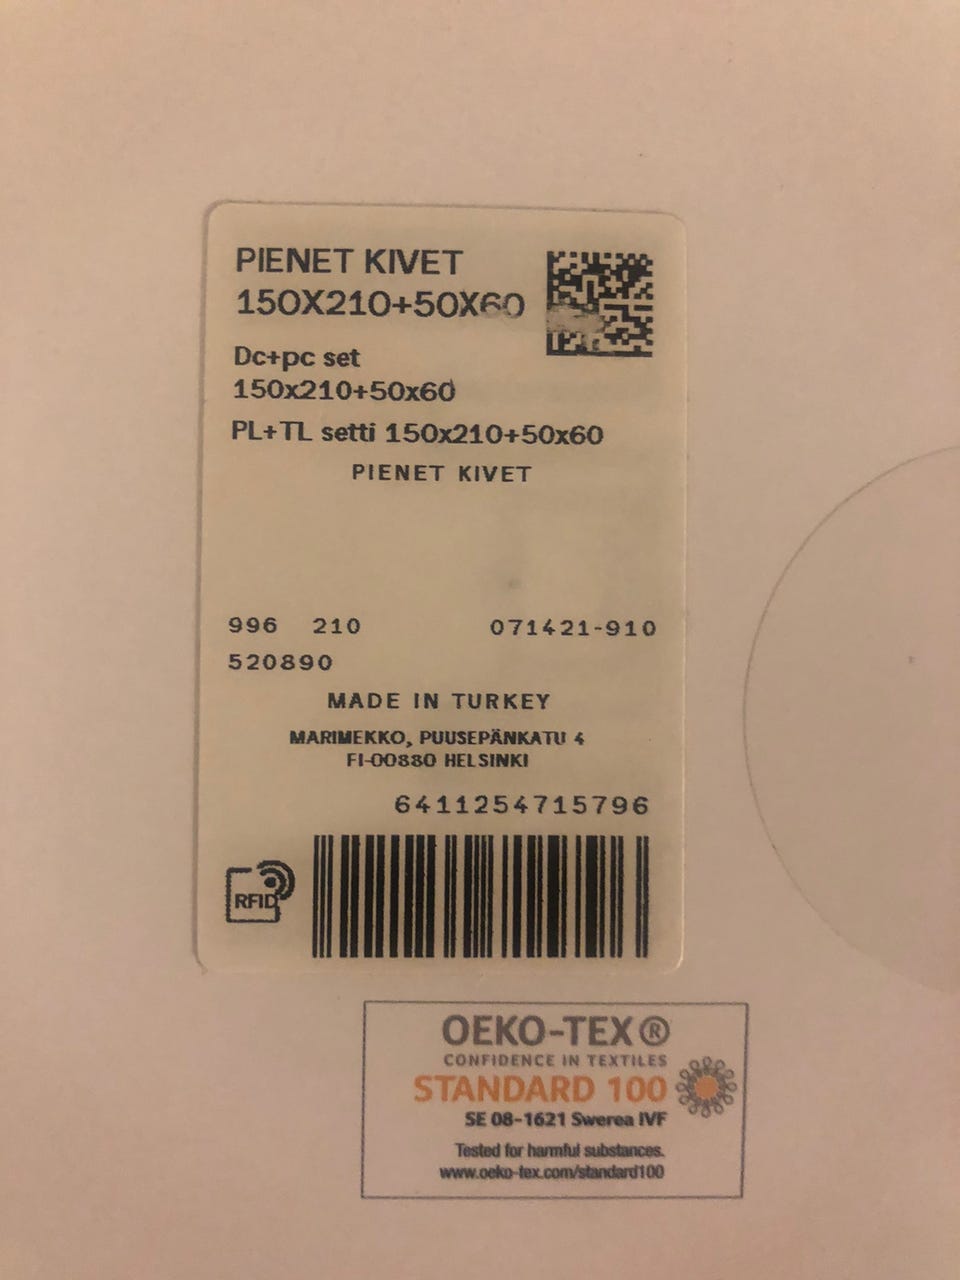 PIENET KIVET
150X210+50X60
Dc+pc set
150x210+50x60
PL+TL setti 150x210+50x60
PIENET KIVET
996 210 071421-910
520890
MADE IN TURKEY
MARIMEKKO, PUUSEPÄNKATU 4
FI-00880 HELSINKI
6411254715796
RFID
OEKO-TEX®
CONFIDENCE IN TEXTILES
STANDARD 100
SE 08-1621 Swerea IVF
Tested for harmful substances.
www.oeko-tex.com/standard100